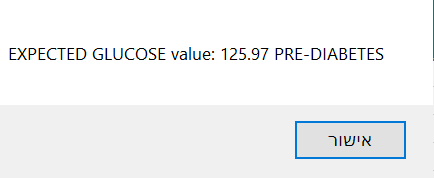 EXPECTED GLUCOSE value: 125.97 PRE-DIABETES
אישור